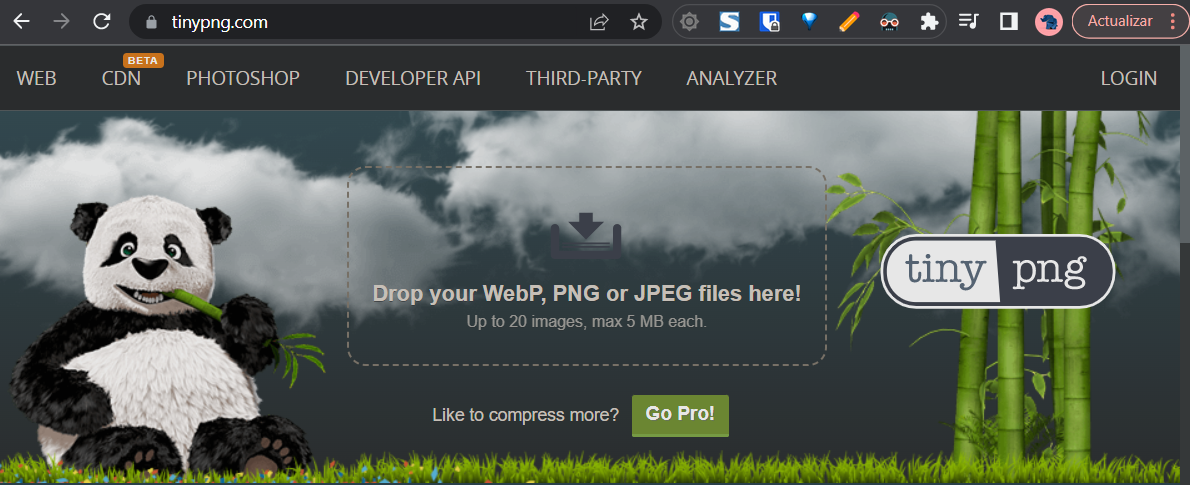 tinypng.com
Actualizar
BETA
WEB CDN PHOTOSHOP DEVELOPER API THIRD-PARTY ANALYZER LOGIN
tiny png
Drop your WebP, PNG or JPEG files here!
Up to 20 images, max 5 MB each.
Like to compress more? Go Pro!